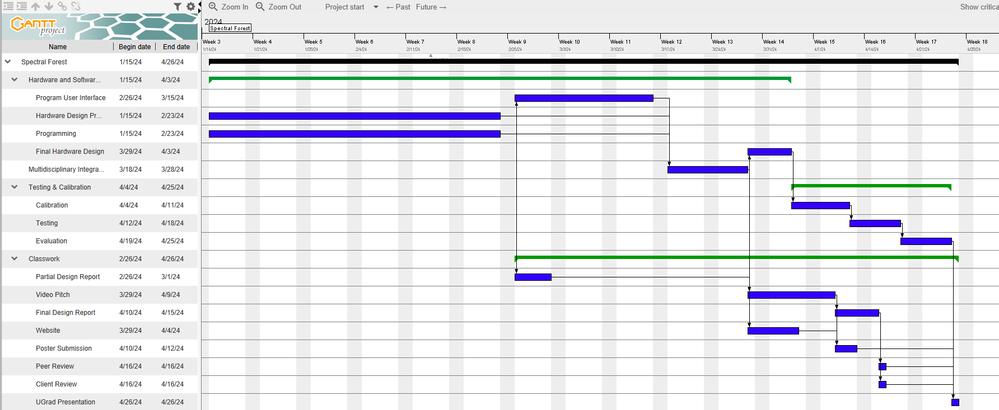 Zoom In Zoom Out Project start ← Past Future → Show critica
GANTT project
2024
Spectral Forest
Name Begin date End date
Week 3 Week 4 Week 5 Week 6 Week 7 Week 8 Week 9 Week 10 Week 11 Week 12 Week 13 Week 14 Week 15 Week 16 Week 17 Week 18
1/14/24 1/21/24 1/28/24 2/4/24 2/11/24 2/18/24 2/25/24 3/3/24 3/10/24 3/17/24 3/24/24 3/31/24 4/7/24 4/14/24 4/21/24 4/28/24
Spectral Forest 1/15/24 4/26/24
Hardware and Softwar... 1/15/24 4/3/24
Program User Interface 2/26/24 3/15/24
Hardware Design Pr... 1/15/24 2/23/24
Programming 1/15/24 2/23/24
Final Hardware Design 3/29/24 4/3/24
Multidisciplinary Integra... 3/18/24 3/28/24
Testing & Calibration 4/4/24 4/25/24
Calibration 4/4/24 4/11/24
Testing 4/12/24 4/18/24
Evaluation 4/19/24 4/25/24
Classwork 2/26/24 4/26/24
Partial Design Report 2/26/24 3/1/24
Video Pitch 3/29/24 4/9/24
Final Design Report 4/10/24 4/15/24
Website 3/29/24 4/4/24
Poster Submission 4/10/24 4/12/24
Peer Review 4/16/24 4/16/24
Client Review 4/16/24 4/16/24
UGrad Presentation 4/26/24 4/26/24